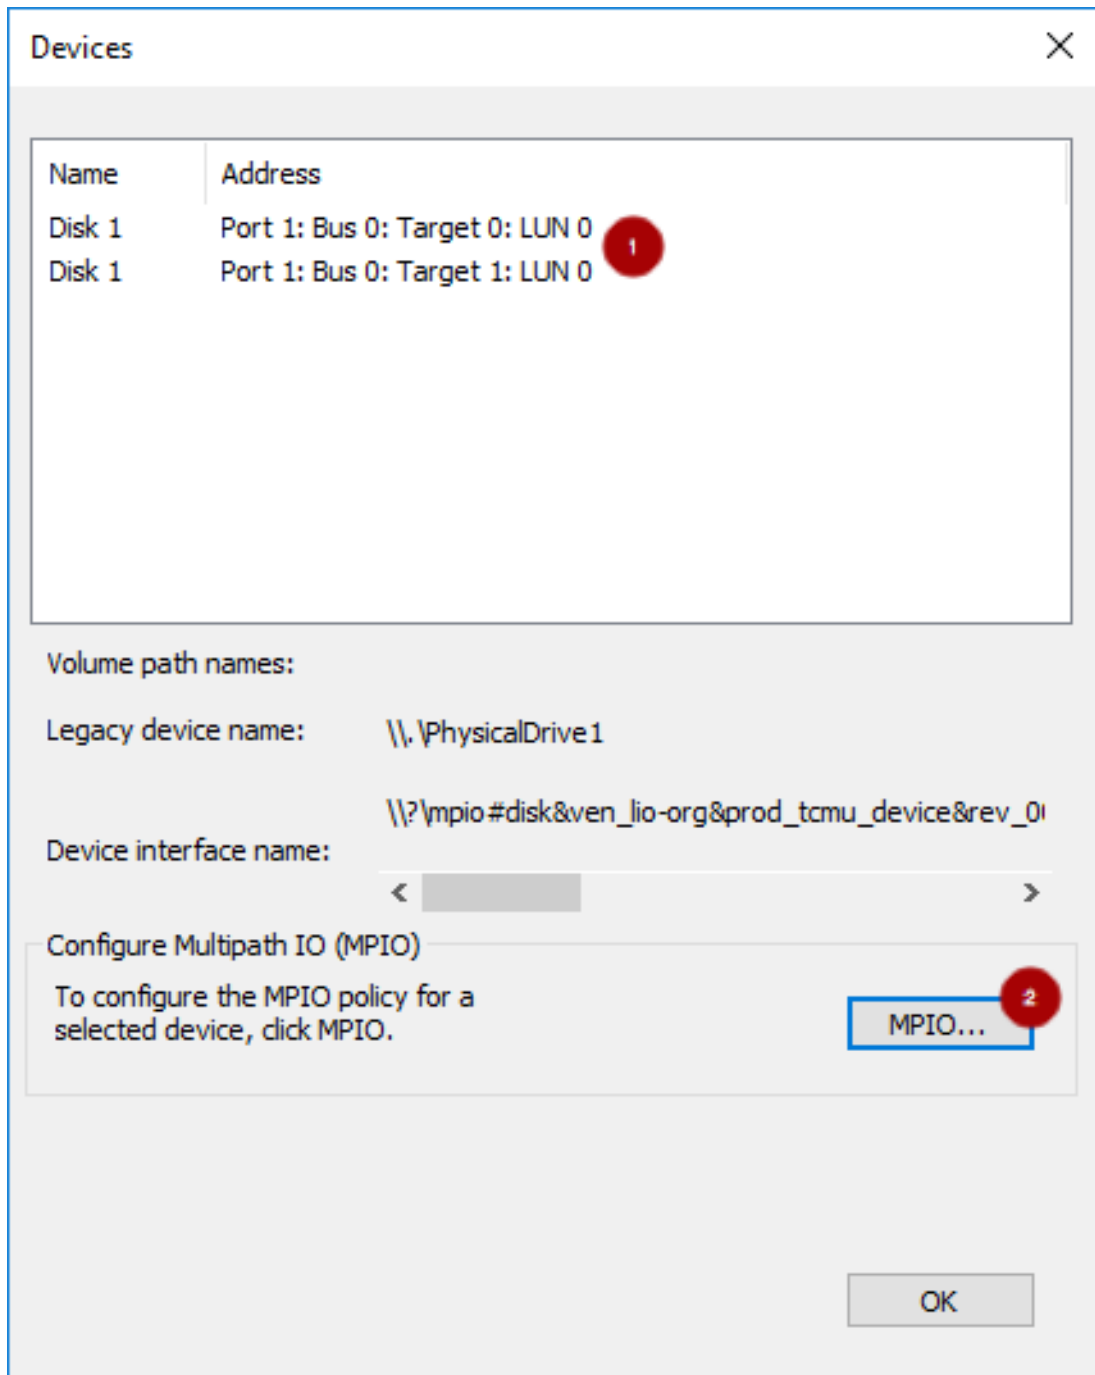 Devices
Name Address
Disk 1 Port 1: Bus 0: Target 0: LUN 0
1
Disk 1 Port 1: Bus 0: Target 1: LUN 0
Volume path names:
Legacy device name: \\.\PhysicalDrive1
\\?\mpio#disk&ven_lio-org&prod_tcmu_device&rev_0
Device interface name:
Configure Multipath IO (MPIO)
To configure the MPIO policy for a
selected device, click MPIO.
2
MPIO...
OK